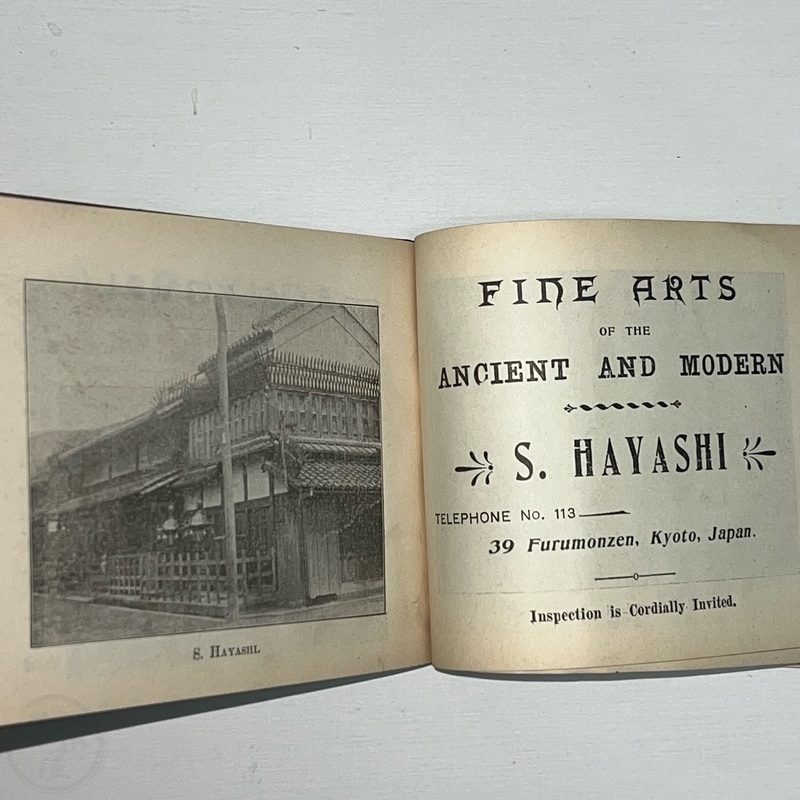 S. HAYASHI.
FINE ARTS
OF THE
ANCIENT AND MODERN
S. HAYASHI
TELEPHONE No. 113
39 Furumonzen, Kyoto, Japan.
Inspection is Cordially Invited.